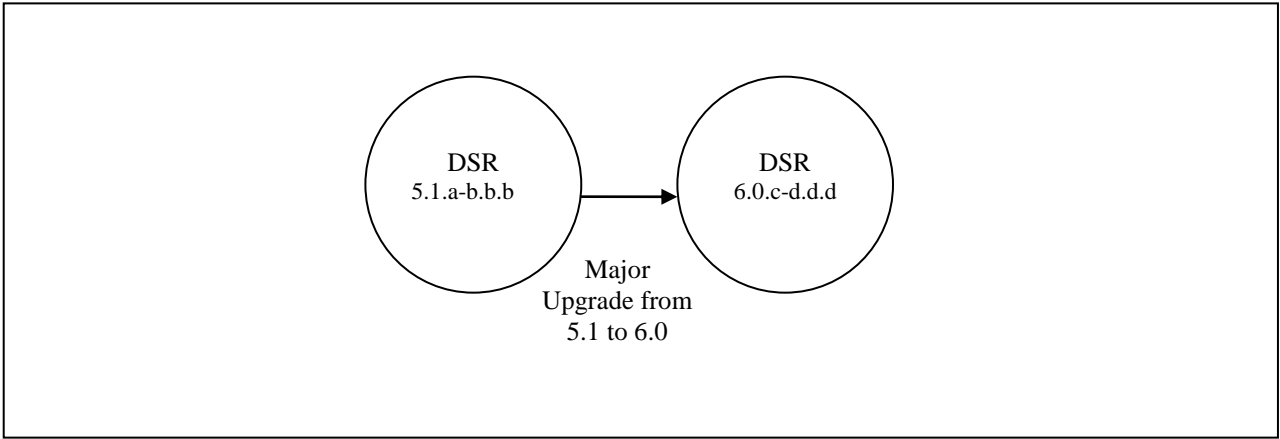 DSR
5.1.a-b.b.b
DSR
6.0.c-d.d.d
Major
Upgrade from
5.1 to 6.0